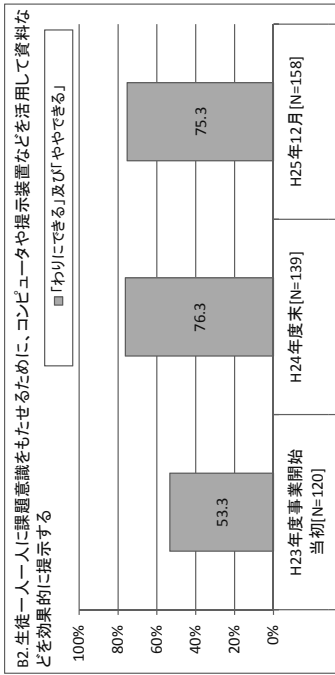 B2.生徒一人一人に課題意識をもたせるために、コンピュータや提示装置などを活用して資料な
どを効果的に提示する
■「わりにできる」及び「ややできる」
100%
80%
60%
40%
20%
0%
53.3
76.3
75.3
H23年度事業開始
当初[N=120]
H24年度末[N=139]
H25年12月[N=158]